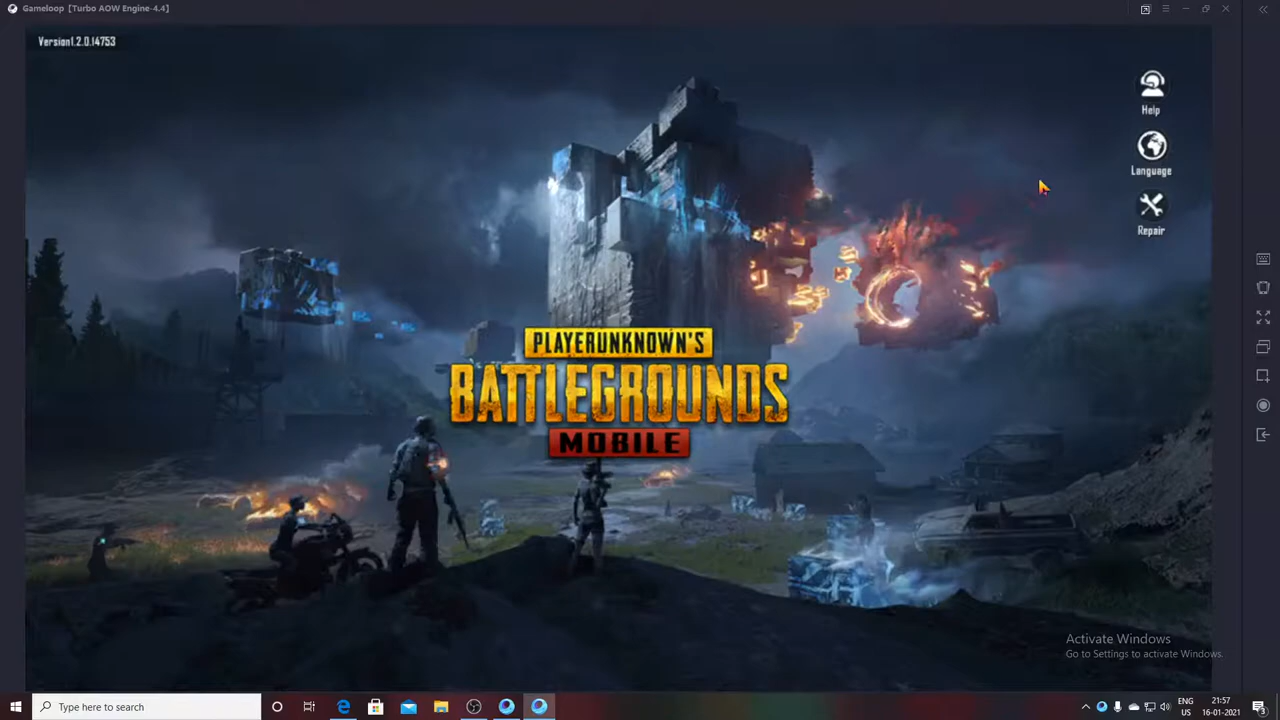 Gameloop [Turbo AOW Engine-4.4]
Version1.2.0.14753
Help
Language
Repair
PLAYERUNKNOWN'S
BATTLEGROUNDS
MOBILE
Activate Windows
Go to Settings to activate Windows.
Type here to search
ENG
US
21:57
16-01-2021
3